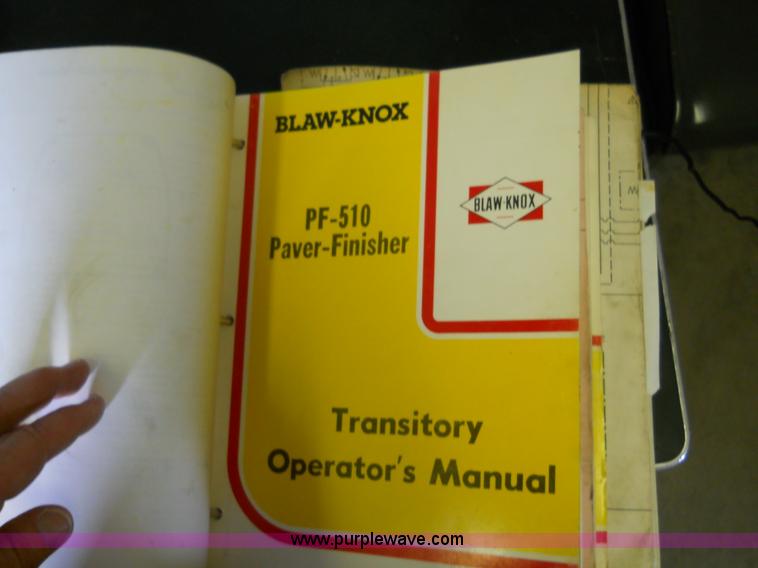 BLAW-KNOX
BLAW-KNOX
PF-510
Paver-Finisher
Transitory
Operator's Manual
www.purplewave.com